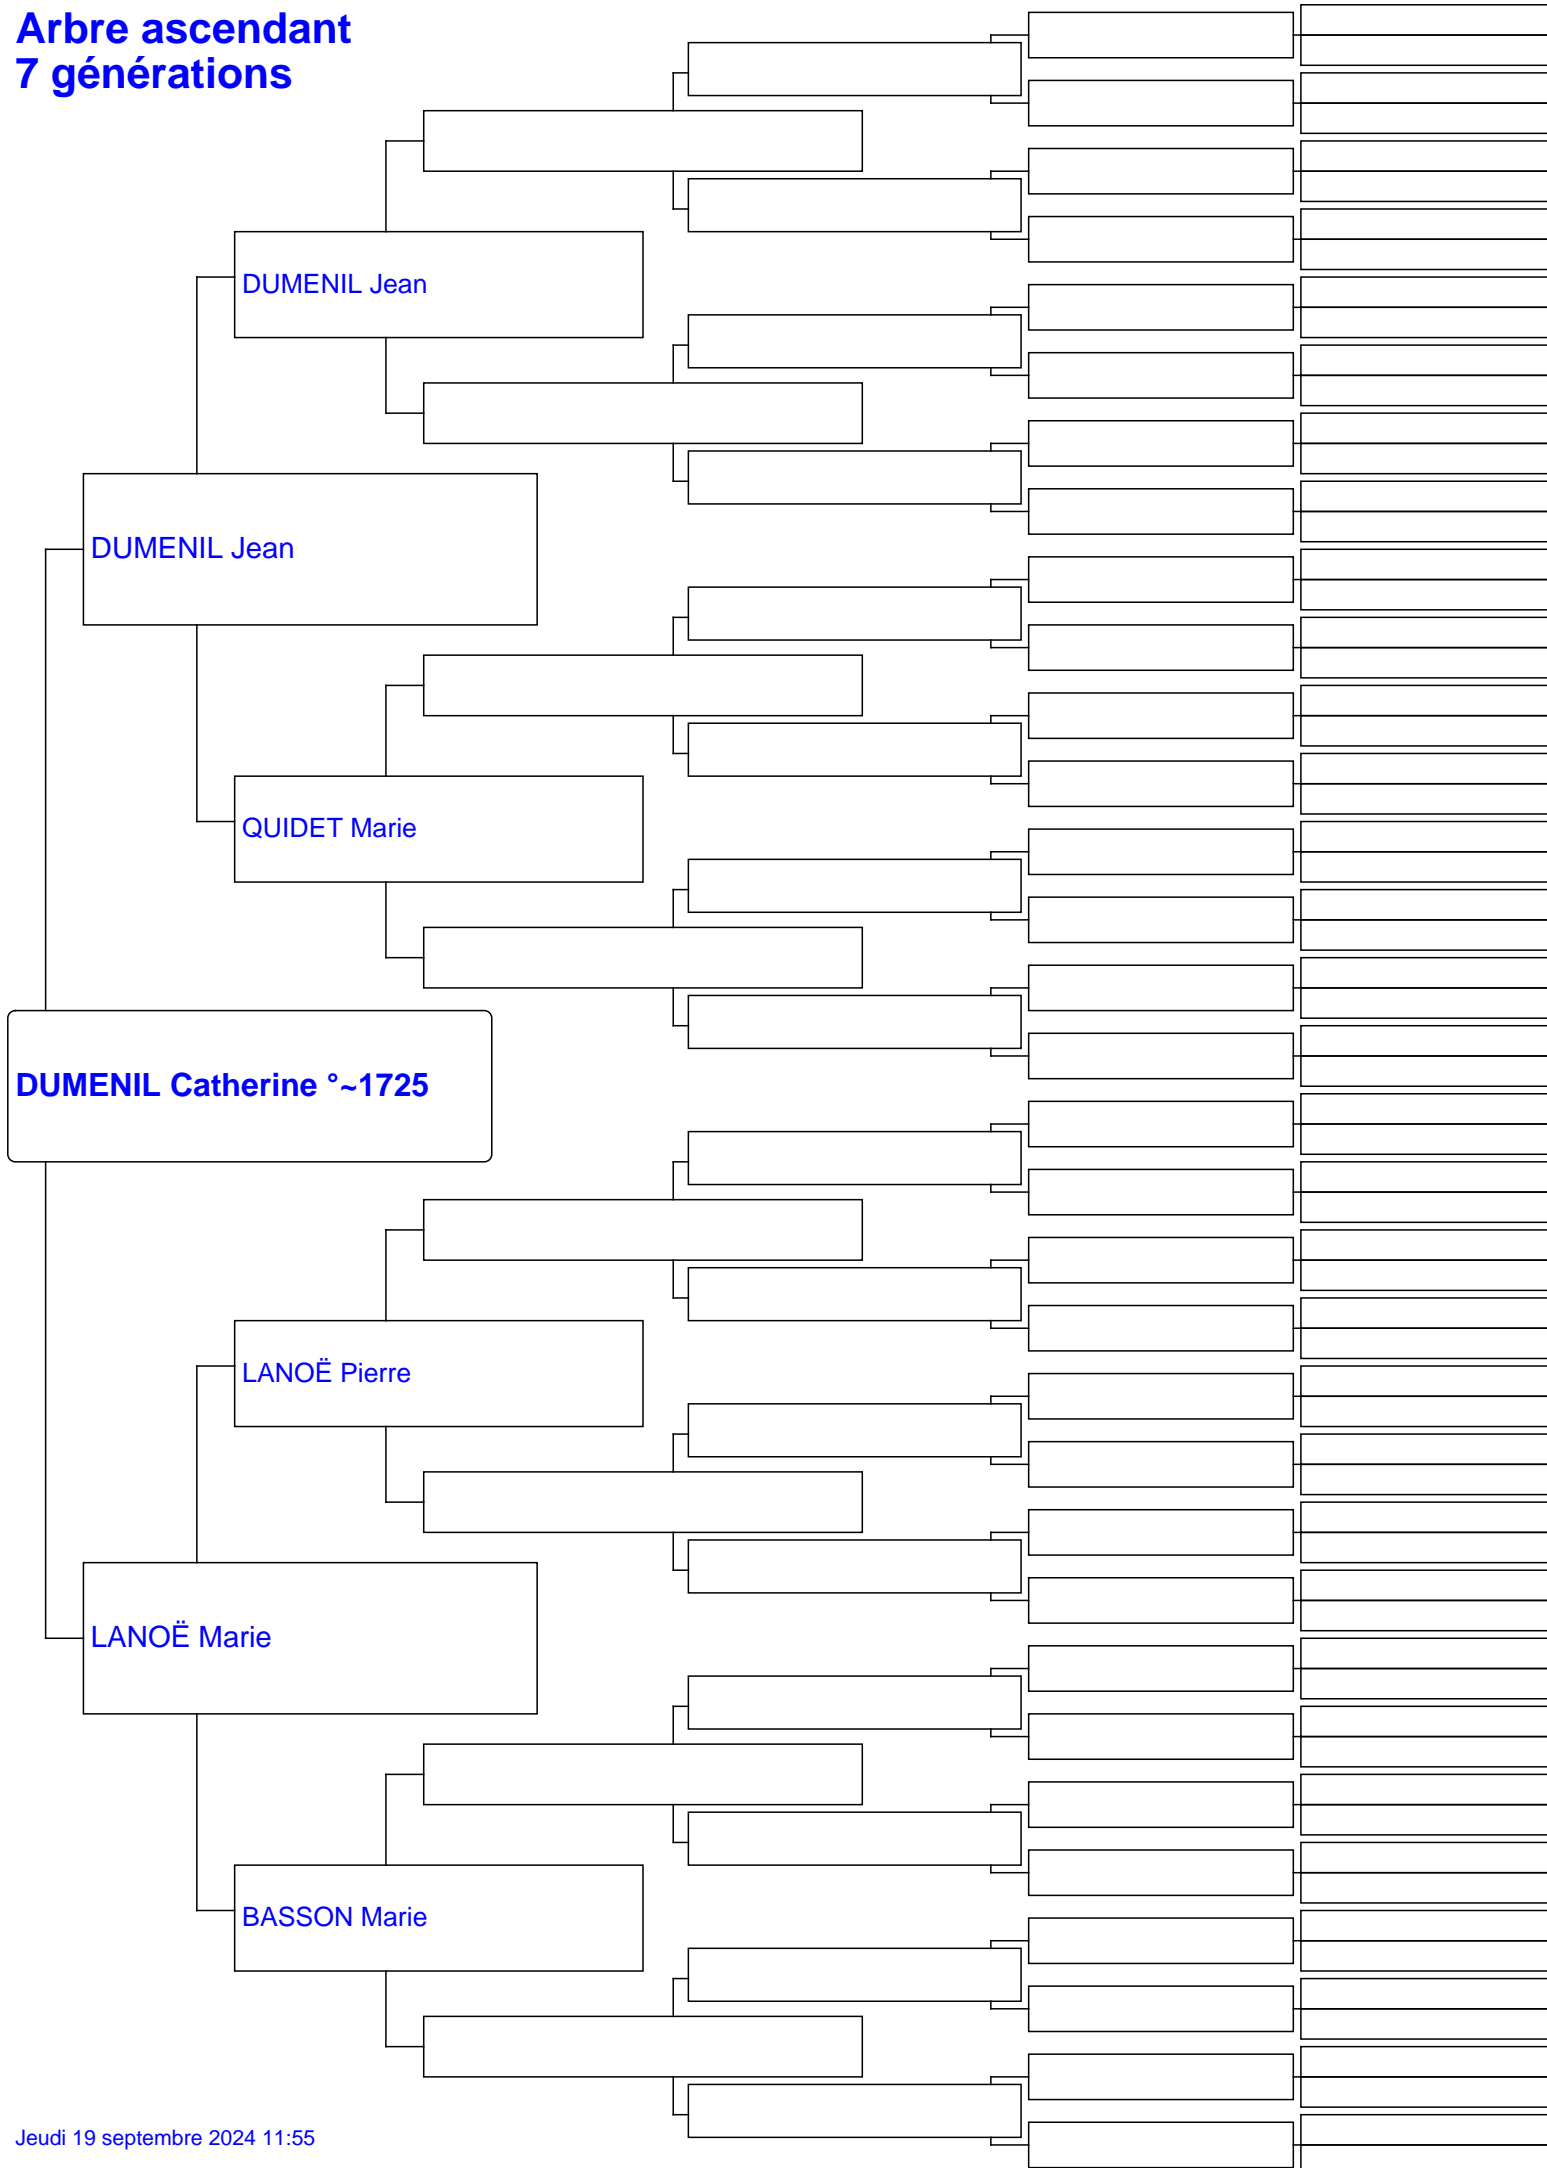 Arbre ascendant
7 générations
DUMENIL Jean
DUMENIL Jean
QUIDET Marie
DUMENIL Catherine °~1725
LANOË Pierre
LANOË Marie
BASSON Marie
Jeudi 19 septembre 2024 11:55